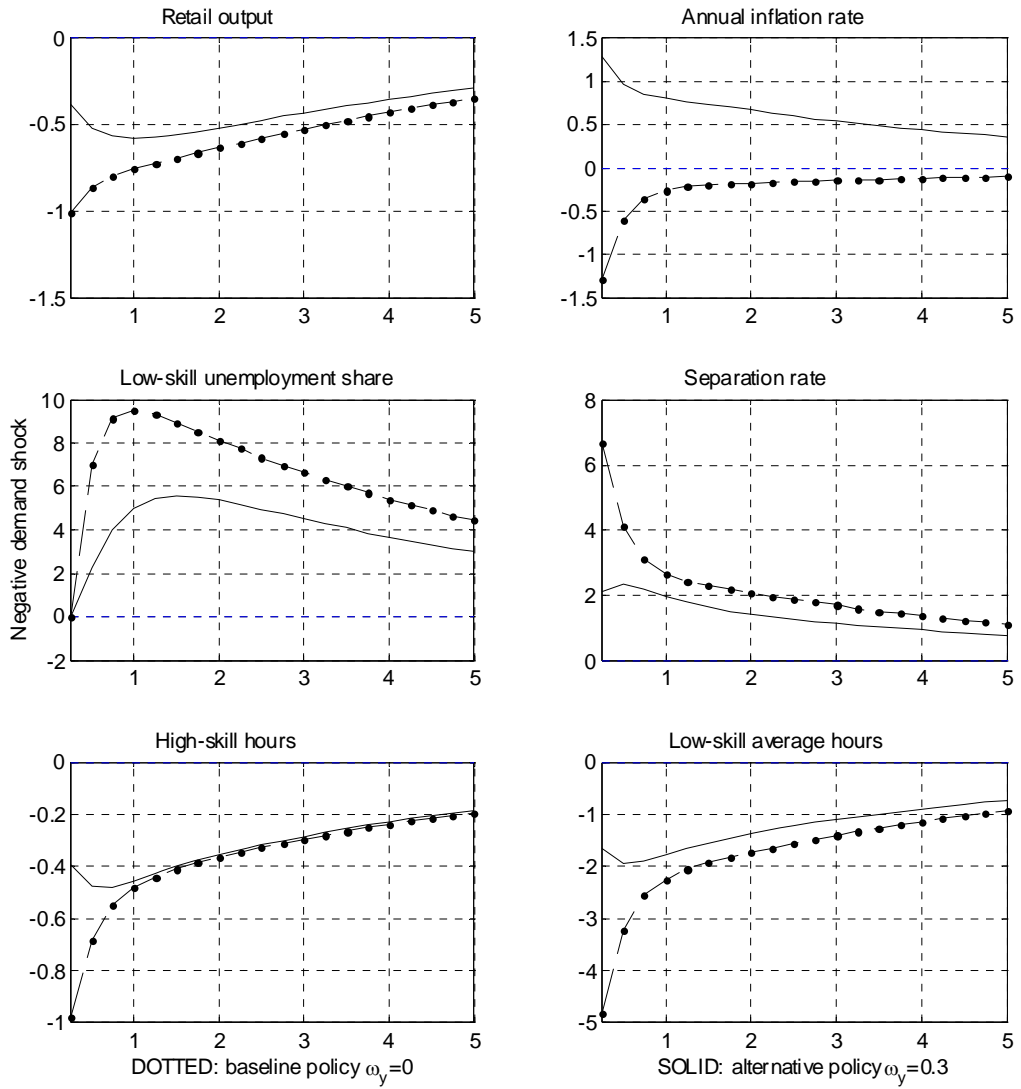 Retail output
0
-0.5
-1
-1.5
1 2 3 4 5
Annual inflation rate
1.5
1
0.5
0
-0.5
-1
-1.5
1 2 3 4 5
Negative demand shock
Low-skill unemployment share
10
8
6
4
2
0
-2
1 2 3 4 5
Separation rate
8
6
4
2
0
1 2 3 4 5
High-skill hours
0
-0.2
-0.4
-0.6
-0.8
-1
1 2 3 4 5
DOTTED: baseline policy ω_y=0
Low-skill average hours
0
-1
-2
-3
-4
-5
1 2 3 4 5
SOLID: alternative policy ω_y=0.3